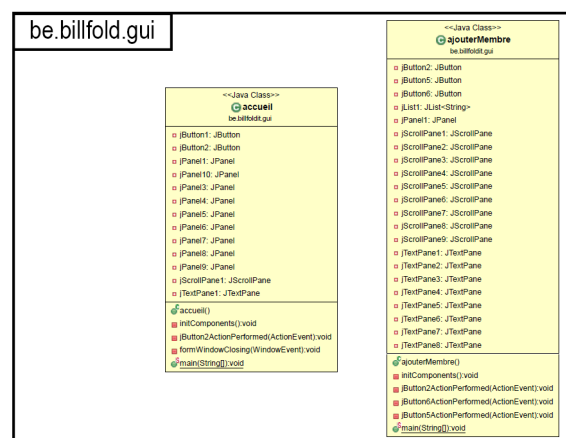 be.billfold.gui
<<Java Class>>
accueil
be.billfoldit.gui
jButton1: JButton
jButton2: JButton
jPanel1: JPanel
jPanel10: JPanel
jPanel3: JPanel
jPanel4: JPanel
jPanel5: JPanel
jPanel6: JPanel
jPanel7: JPanel
jPanel8: JPanel
jPanel9: JPanel
jScrollPane1: JScrollPane
jTextPane1: JTextPane
accueil()
initComponents():void
jButton2ActionPerformed(ActionEvent):void
formWindowClosing(WindowEvent):void
main(String[]):void
<<Java Class>>
ajouterMembre
be.billfoldit.gui
jButton2: JButton
jButton5: JButton
jButton6: JButton
jList1: JList<String>
jPanel1: JPanel
jScrollPane1: JScrollPane
jScrollPane2: JScrollPane
jScrollPane3: JScrollPane
jScrollPane4: JScrollPane
jScrollPane5: JScrollPane
jScrollPane6: JScrollPane
jScrollPane7: JScrollPane
jScrollPane8: JScrollPane
jScrollPane9: JScrollPane
jTextPane1: JTextPane
jTextPane2: JTextPane
jTextPane3: JTextPane
jTextPane4: JTextPane
jTextPane5: JTextPane
jTextPane6: JTextPane
jTextPane7: JTextPane
jTextPane8: JTextPane
ajouterMembre()
initComponents():void
jButton2ActionPerformed(ActionEvent):void
jButton6ActionPerformed(ActionEvent):void
jButton5ActionPerformed(ActionEvent):void
main(String[]):void